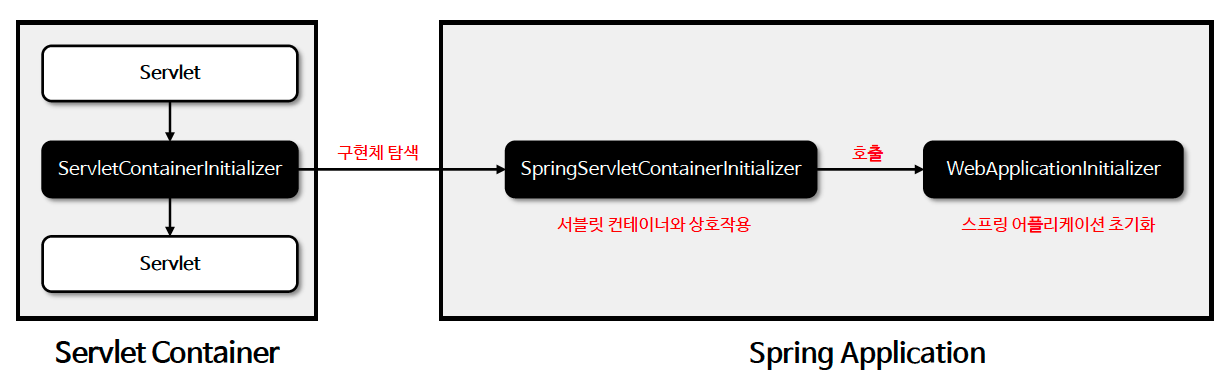 Servlet
ServletContainerInitializer
Servlet
구현체 탐색
SpringServletContainerInitializer
호출
WebApplicationInitializer
서블릿 컨테이너와 상호작용
스프링 어플리케이션 초기화
Servlet Container
Spring Application